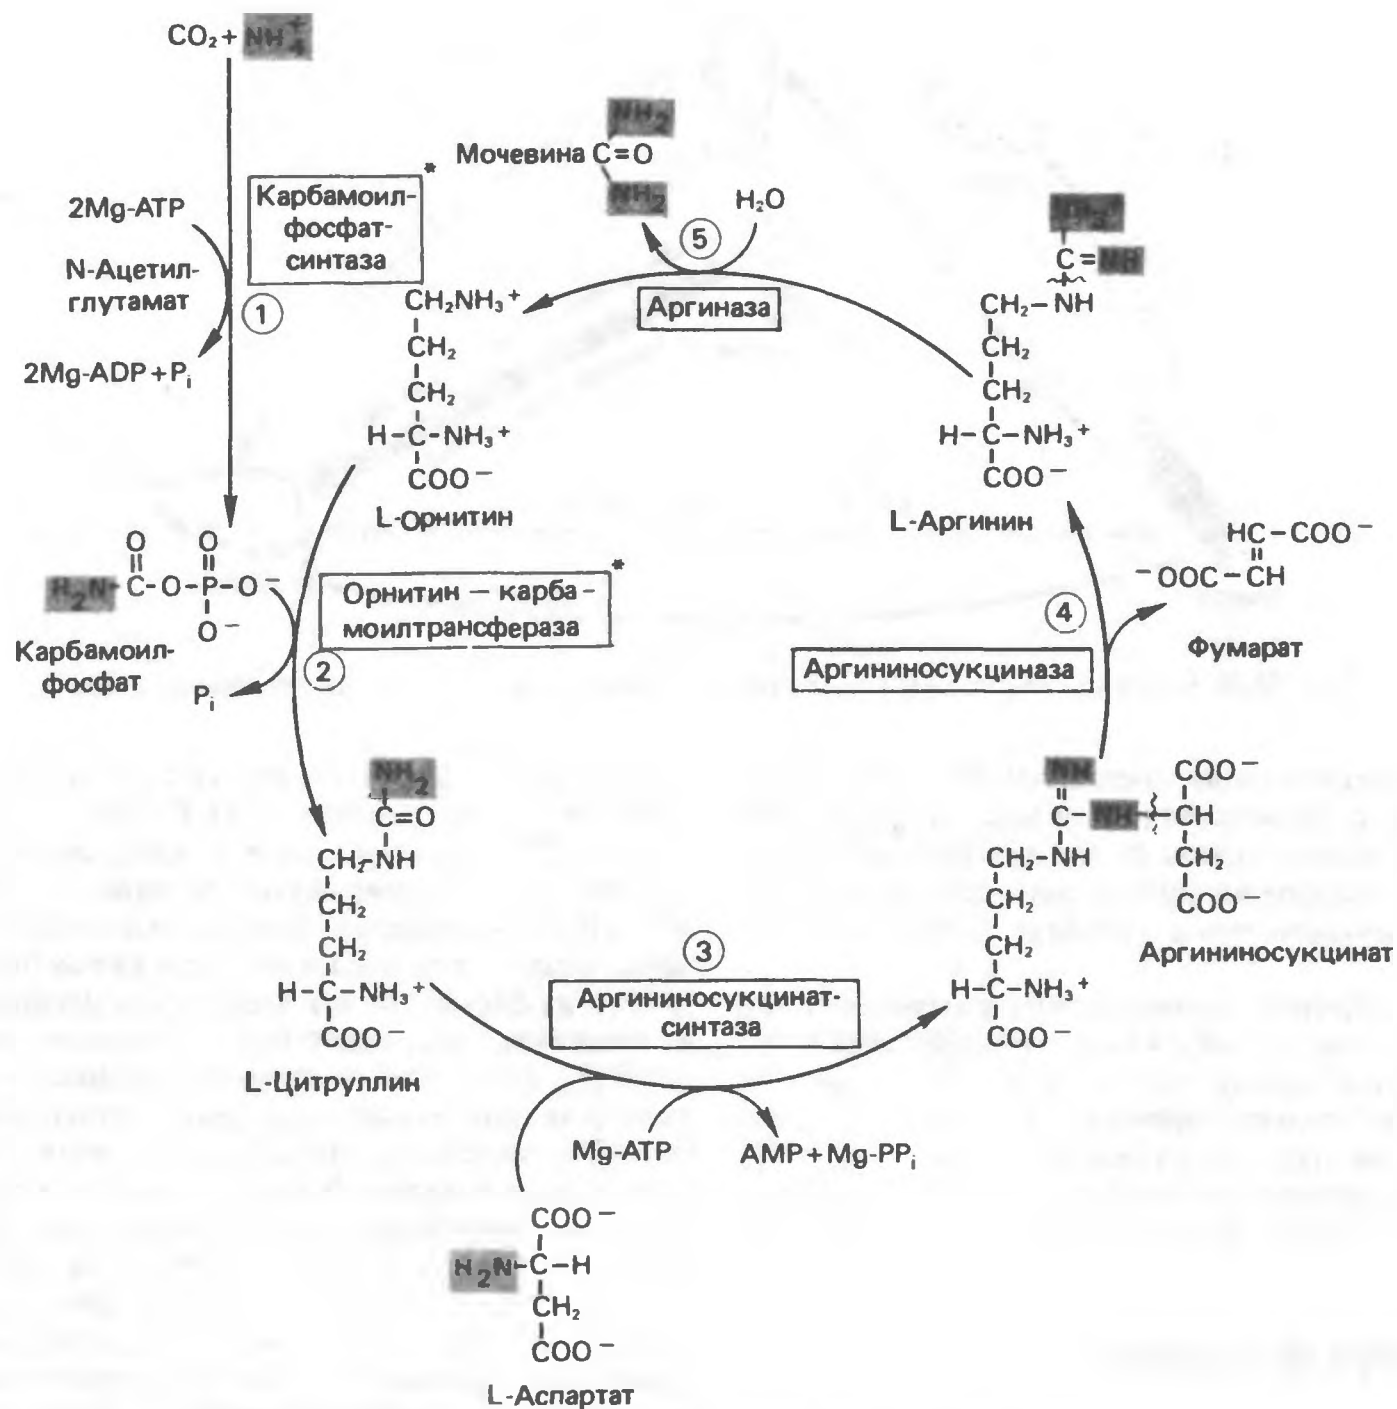 CO₂ + NH₄⁺
2Mg-ATP
N-Ацетил-
глутамат
2Mg-ADP + Pᵢ
1
Карбамоил-
фосфат-
синтаза
*
Мочевина
NH₂
C=O
NH₂
5
H₂O
Аргиназа
CH₂NH₃⁺
CH₂
CH₂
H-C-NH₃⁺
COO⁻
L-Орнитин
C=NH
CH₂-NH
CH₂
CH₂
H-C-NH₃⁺
COO⁻
L-Аргинин
HC-COO⁻
⁻OOC-CH
Фумарат
4
Аргининосукциназа
O O
H₂N-C-O-P-O⁻
O⁻
Карбамоил-
фосфат
Pᵢ
2
Орнитин – карба-
моилтрансфераза
*
NH₂
C=O
CH₂-NH
CH₂
CH₂
H-C-NH₃⁺
COO⁻
L-Цитруллин
3
Аргининосукцинат-
синтаза
Mg-ATP
AMP + Mg-PPᵢ
NH
C-NH-CH
CH₂-NH
CH₂
CH₂
H-C-NH₃⁺
COO⁻
COO⁻
CH₂
COO⁻
Аргининосукцинат
COO⁻
H₂N-C-H
CH₂
COO⁻
L-Аспартат